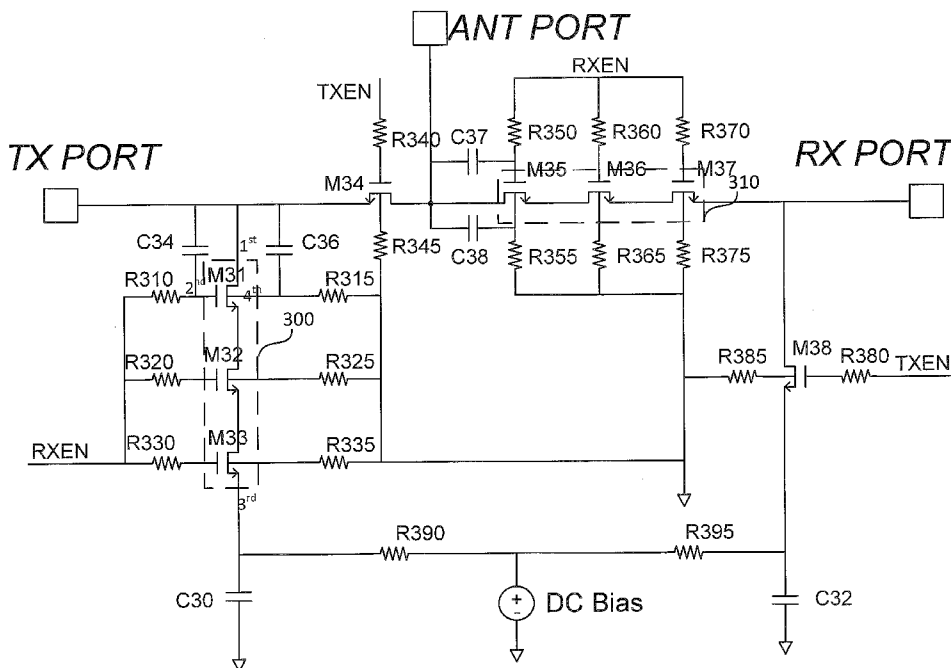 ANT PORT
RXEN
TXEN
C37
R340
R350
R360
R370
TX PORT
RX PORT
M34
M35
M36
M37
310
C34
1st
C36
R345
C38
R355
R365
R375
R310
2nd
M31
4th
R315
300
M38
R320
M32
R325
R385
R380
TXEN
RXEN
R330
M33
R335
3rd
R390
R395
C30
DC Bias
C32